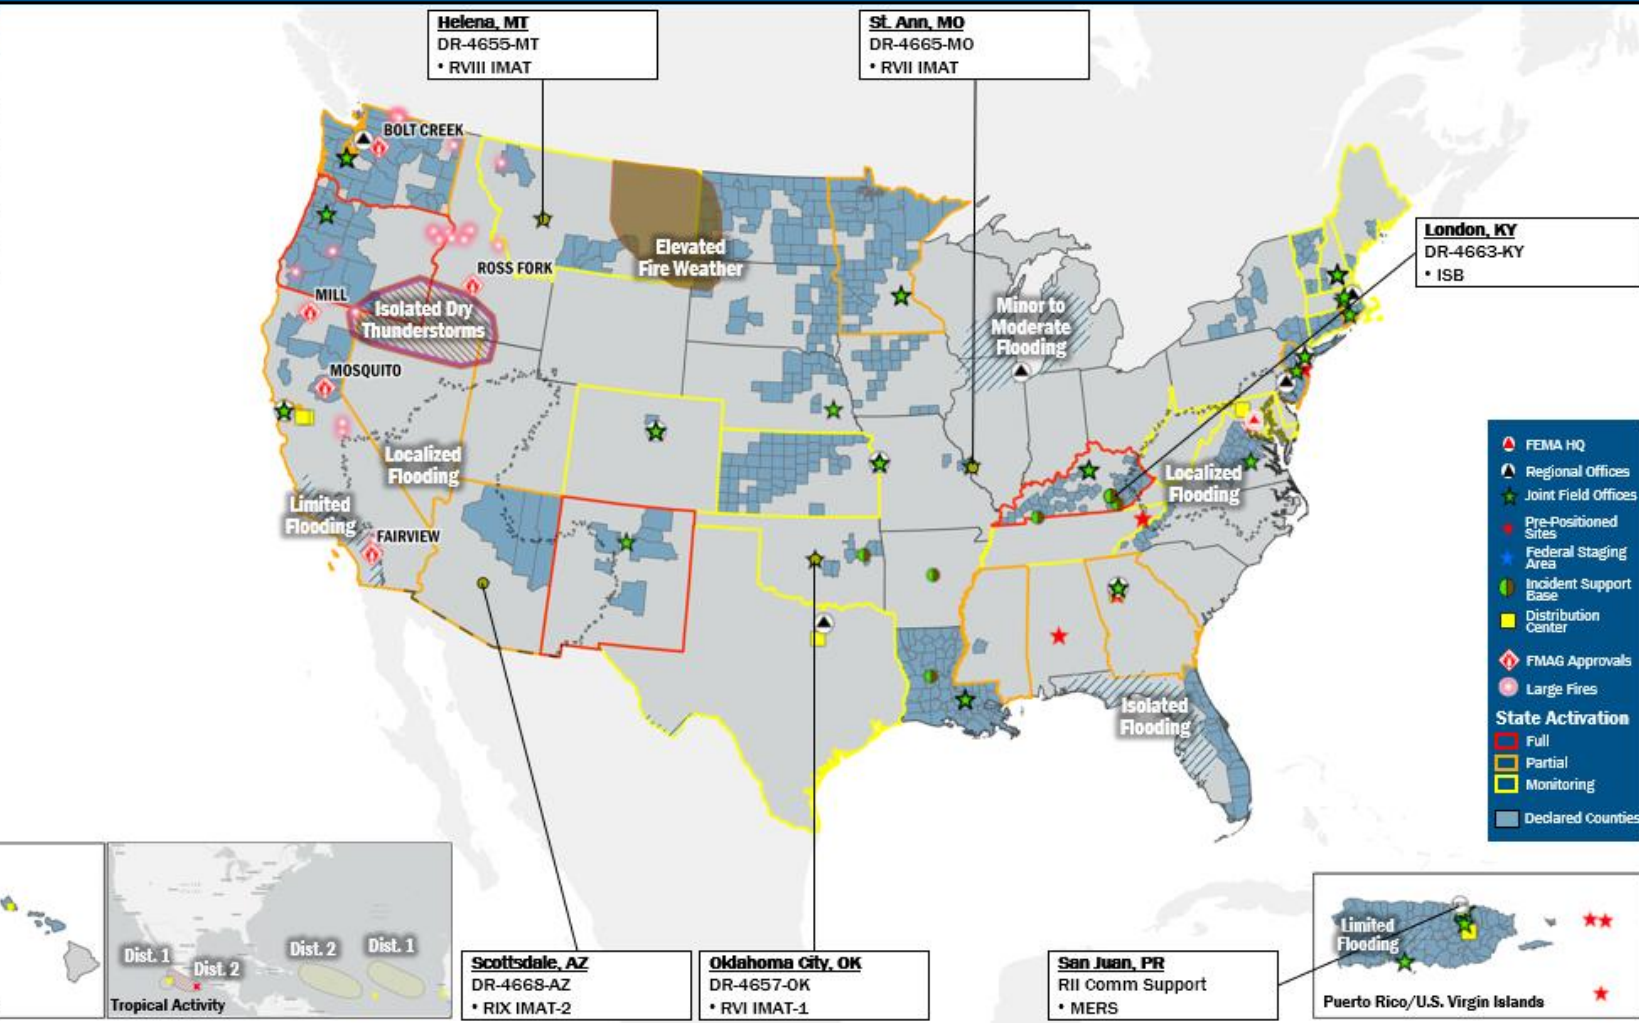 Helena, MT
DR-4655-MT
• RVIII IMAT
St. Ann, MO
DR-4665-MO
• RVII IMAT
London, KY
DR-4663-KY
• ISB
BOLT CREEK
ROSS FORK
MILL
MOSQUITO
FAIRVIEW
Elevated
Fire Weather
Isolated Dry
Thunderstorms
Minor to
Moderate
Flooding
Localized
Flooding
Limited
Flooding
Localized
Flooding
Isolated
Flooding
FEMA HQ
Regional Offices
Joint Field Offices
Pre-Positioned
Sites
Federal Staging
Area
Incident Support
Base
Distribution
Center
FMAG Approvals
Large Fires
State Activation
Full
Partial
Monitoring
Declared Counties
Dist. 1
Dist. 2
Dist. 2
Dist. 1
Tropical Activity
Scottsdale, AZ
DR-4668-AZ
• RIX IMAT-2
Oklahoma City, OK
DR-4657-OK
• RVI IMAT-1
San Juan, PR
RII Comm Support
• MERS
Limited
Flooding
Puerto Rico/U.S. Virgin Islands